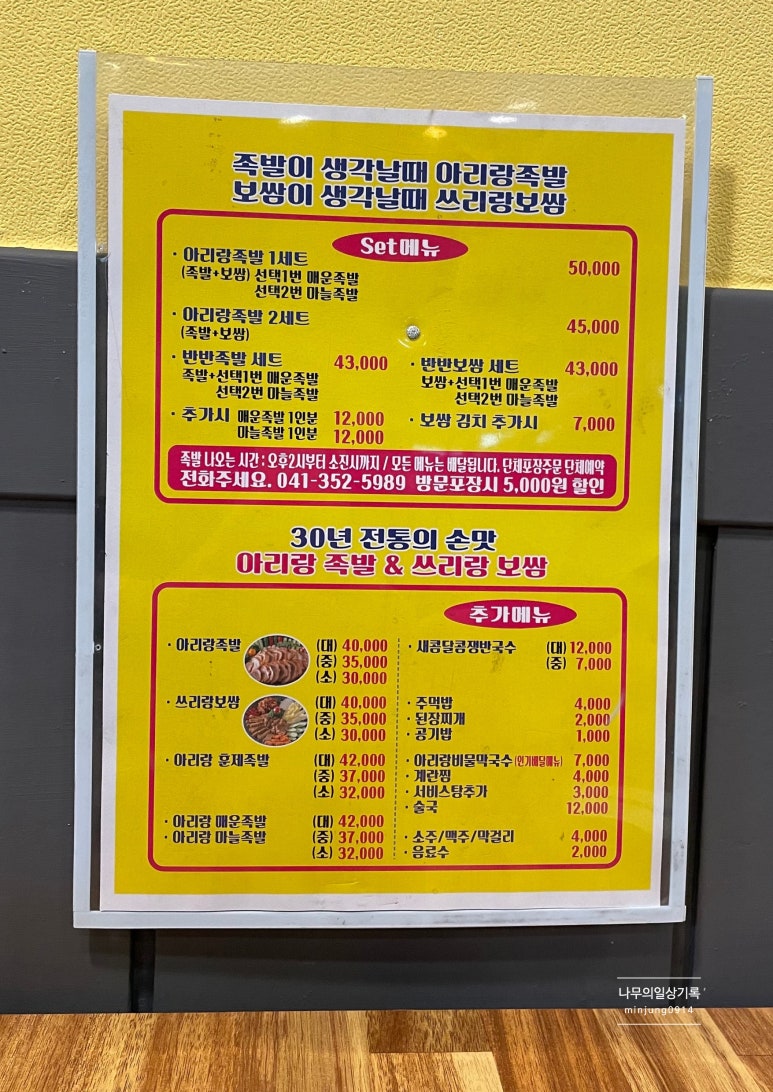 족발이 생각날때 아리랑족발
보쌈이 생각날때 쓰리랑보쌈
Set메뉴
· 아리랑족발 1세트 50,000
(족발+보쌈) 선택1번 매운족발
선택2번 마늘족발
· 아리랑족발 2세트 45,000
(족발+보쌈)
· 반반족발 세트 43,000
족발+선택1번 매운족발
선택2번 마늘족발
· 반반보쌈 세트 43,000
보쌈+선택1번 매운족발
선택2번 마늘족발
· 추가시 매운족발 1인분 12,000
마늘족발 1인분 12,000
· 보쌈 김치 추가시 7,000
족발 나오는 시간 : 오후2시부터 소진시까지 / 모든 메뉴는 배달됩니다. 단체포장주문 단체예약
전화주세요. 041-352-5989 방문포장시 5,000원 할인
30년 전통의 손맛
아리랑 족발 & 쓰리랑 보쌈
추가메뉴
· 아리랑족발 (대) 40,000
(중) 35,000
(소) 30,000
· 쓰리랑보쌈 (대) 40,000
(중) 35,000
(소) 30,000
· 아리랑 훈제족발 (대) 42,000
(중) 37,000
(소) 32,000
· 아리랑 매운족발 (대) 42,000
· 아리랑 마늘족발 (중) 37,000
(소) 32,000
· 새콤달콤쟁반국수 (대) 12,000
(중) 7,000
· 주먹밥 4,000
· 된장찌개 2,000
· 공기밥 1,000
· 아리랑비물막국수 (인기배달메뉴) 7,000
· 계란찜 4,000
· 서비스탕추가 3,000
· 술국 12,000
· 소주/맥주/막걸리 4,000
· 음료수 2,000
나무의일상기록
minjung0914